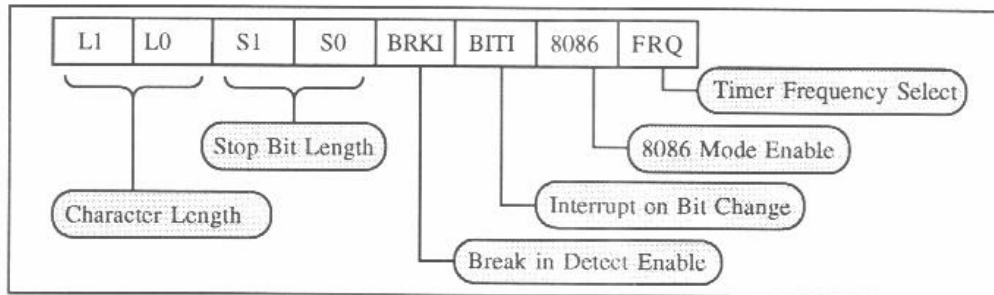 L1 L0 S1 S0 BRKI BITI 8086 FRQ
Timer Frequency Select
Stop Bit Length
8086 Mode Enable
Character Length
Interrupt on Bit Change
Break in Detect Enable